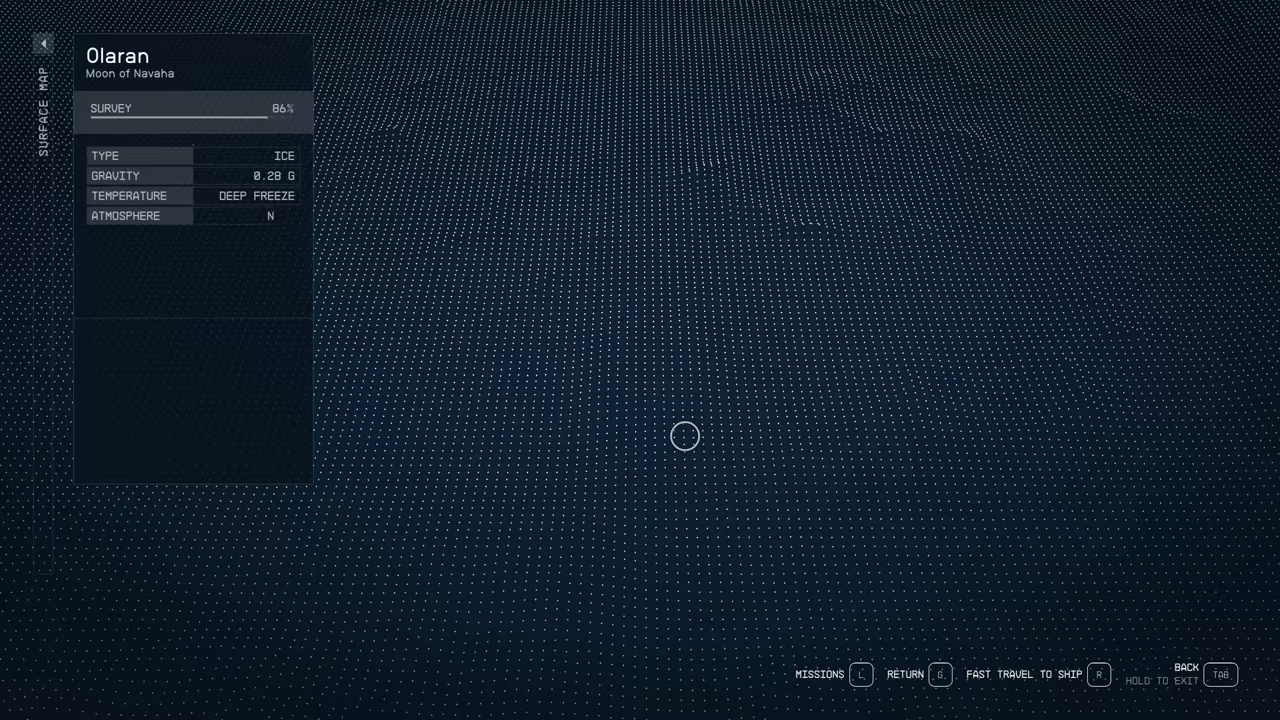 Olaran
Moon of Navaha
SURFACE MAP
SURVEY 86%
TYPE ICE
GRAVITY 0.28 G
TEMPERATURE DEEP FREEZE
ATMOSPHERE
MISSIONS L
RETURN G
FAST TRAVEL TO SHIP R
BACK
HOLD TO EXIT
TAB